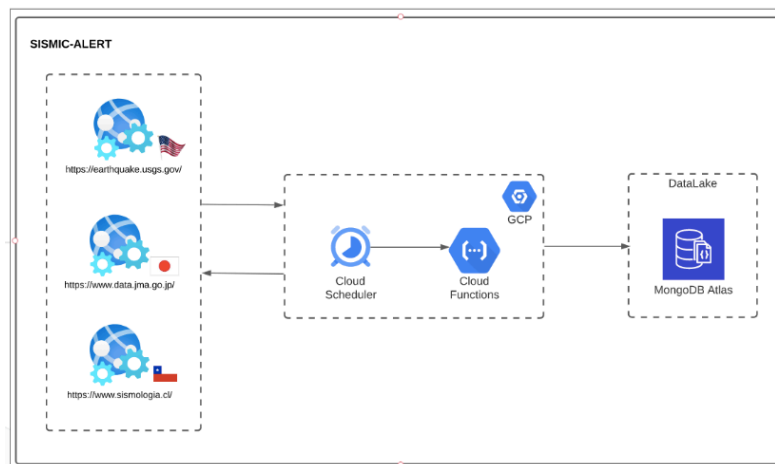 SISMIC-ALERT
https://earthquake.usgs.gov/
https://www.data.jma.go.jp/
https://www.sismologia.cl/
GCP
Cloud
Scheduler
Cloud
Functions
DataLake
MongoDB Atlas